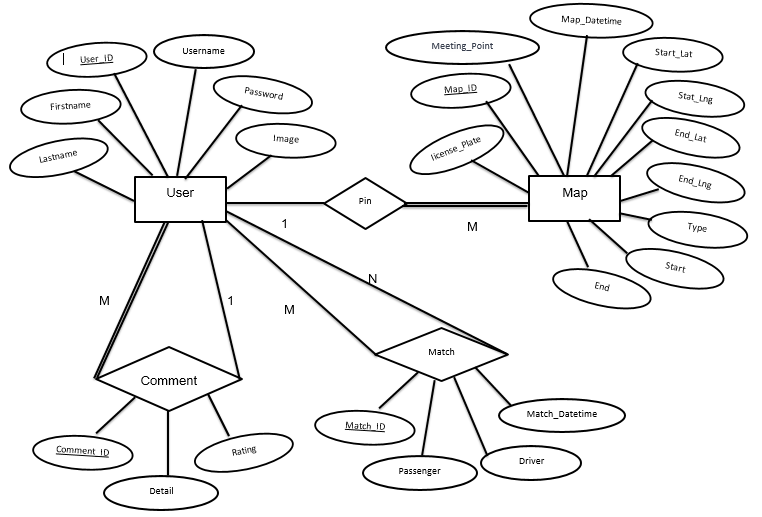 Map_Datetime
User_ID
Username
Meeting_Point
Start_Lat
Firstname
Password
Map_ID
Stat_Lng
Lastname
Image
license_Plate
End_Lat
User
Pin
Map
End_Lng
1
M
Type
Start
N
End
M
1
M
Comment
Match
Match_ID
Match_Datetime
Comment_ID
Rating
Passenger
Driver
Detail